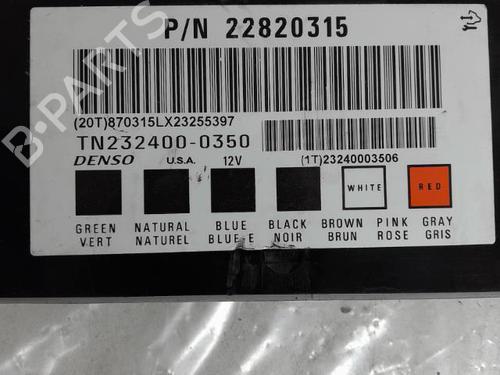 P/N 22820315
(20T)870315LX23255397
TN232400-0350
(1T)23240003506
DENSO U.S.A. 12V
WHITE RED
GREEN NATURAL BLUE BLACK BROWN PINK GRAY
VERT NATUREL BLUE E NOIR BRUN ROSE GRIS
B-PARTS